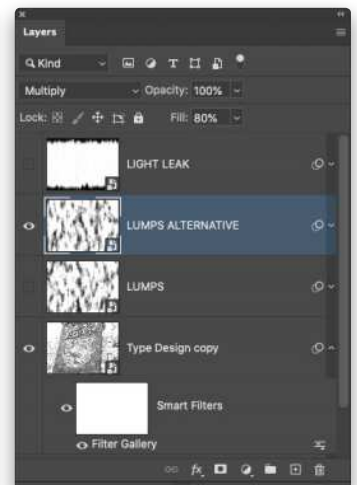 Layers
Kind
Multiply Opacity: 100%
Lock: Fill: 80%
LIGHT LEAK
LUMPS ALTERNATIVE
LUMPS
Type Design copy
Smart Filters
Filter Gallery
fx